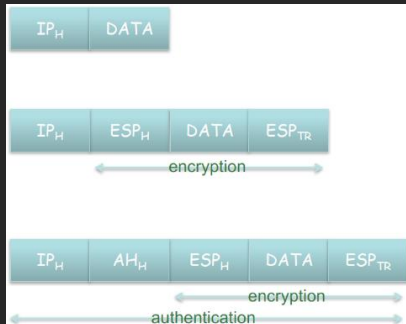 IPH DATA
IPH ESPH DATA ESPTR
encryption
IPH AHH ESPH DATA ESPTR
encryption
authentication